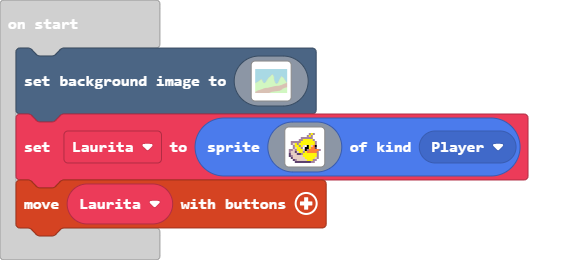 on start
set background image to
set Laurita to sprite of kind Player
move Laurita with buttons